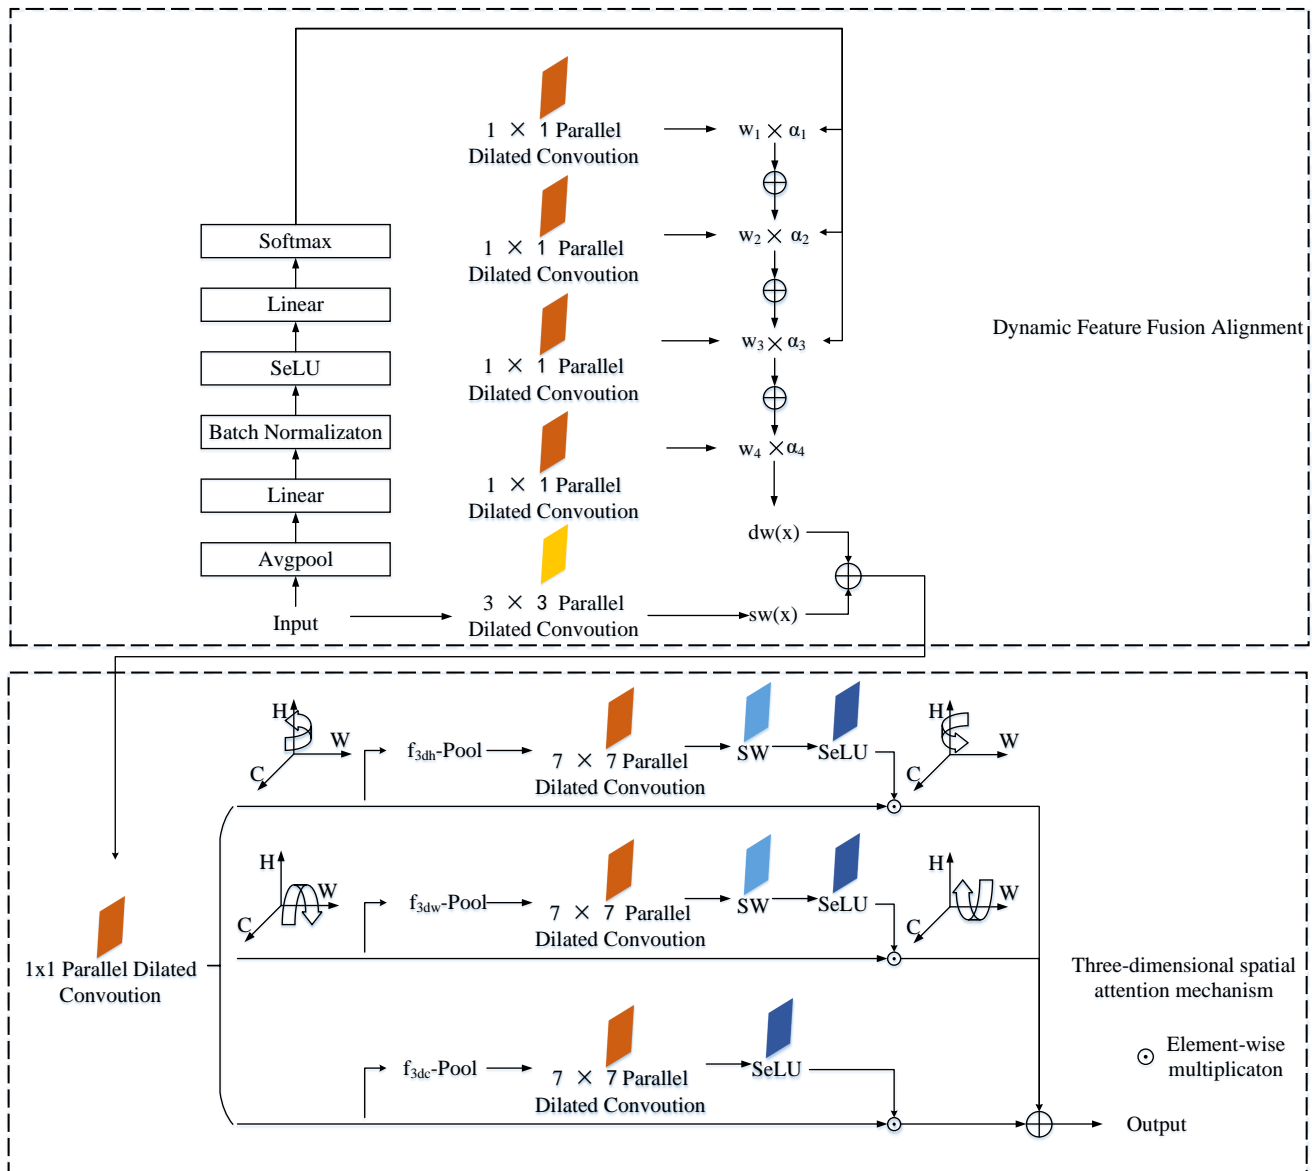 1 × 1 Parallel
Dilated Convoution
w1 × α1
1 × 1 Parallel
Dilated Convoution
w2 × α2
1 × 1 Parallel
Dilated Convoution
w3 × α3
1 × 1 Parallel
Dilated Convoution
w4 × α4
Softmax
Linear
SeLU
Batch Normalizaton
Linear
Avgpool
Input
3 × 3 Parallel
Dilated Convoution
dw(x)
sw(x)
Dynamic Feature Fusion Alignment
H
W
C
f3dh-Pool
7 × 7 Parallel
Dilated Convoution
SW
SeLU
H
W
C
H
W
C
f3dw-Pool
7 × 7 Parallel
Dilated Convoution
SW
SeLU
H
W
C
1x1 Parallel Dilated
Convoution
f3dc-Pool
7 × 7 Parallel
Dilated Convoution
SeLU
Three-dimensional spatial
attention mechanism
Element-wise
multiplicaton
Output